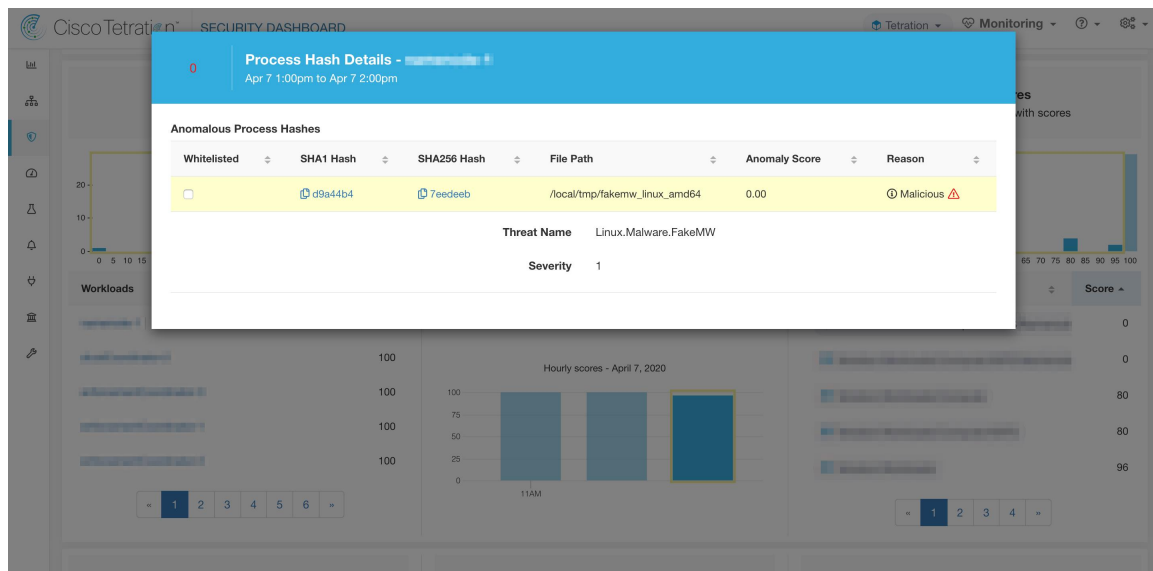 Cisco Tetration™ SECURITY DASHBOARD
Tetration
Monitoring
0
Process Hash Details -
Apr 7 1:00pm to Apr 7 2:00pm
Anomalous Process Hashes
Whitelisted SHA1 Hash SHA256 Hash File Path Anomaly Score Reason
d9a44b4 7eedeeb /local/tmp/fakemw_linux_amd64 0.00 Malicious
Threat Name Linux.Malware.FakeMW
Severity 1
with scores
20
10
0
0 5 10 15
65 70 75 80 85 90 95 100
Workloads
Score
100
100
100
100
Hourly scores - April 7, 2020
100
75
50
25
0
11AM
0
0
80
80
96
« 1 2 3 4 5 6 »
« 1 2 3 4 »